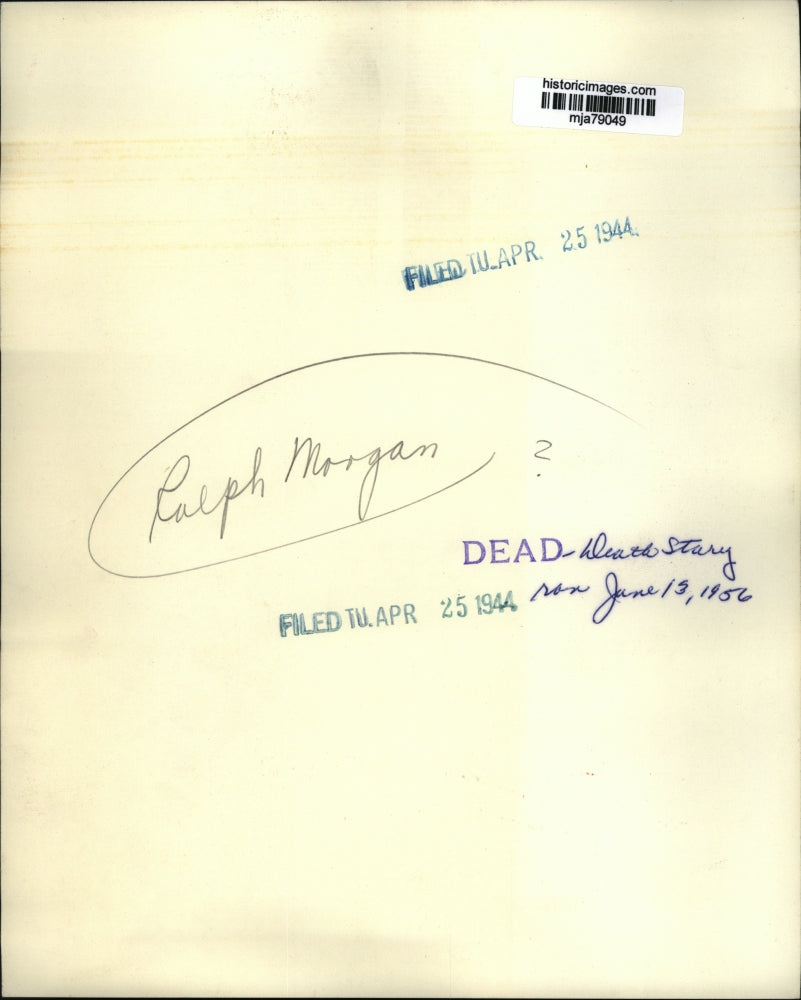 historicimages.com
mja79049
FILED TU. APR. 25 1944
Ralph Morgan ?
DEAD - Death Story
ran June 13, 1956
FILED TU. APR 25 1944